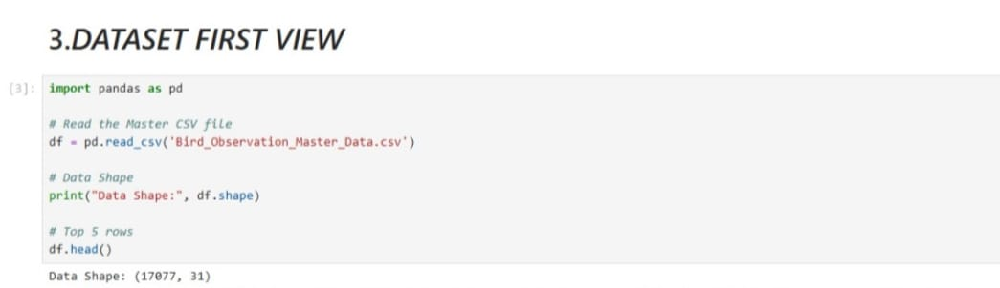 3.DATASET FIRST VIEW
[3]: import pandas as pd
# Read the Master CSV file
df = pd.read_csv('Bird_Observation_Master_Data.csv')
# Data Shape
print("Data Shape:", df.shape)
# Top 5 rows
df.head()
Data Shape: (17077, 31)